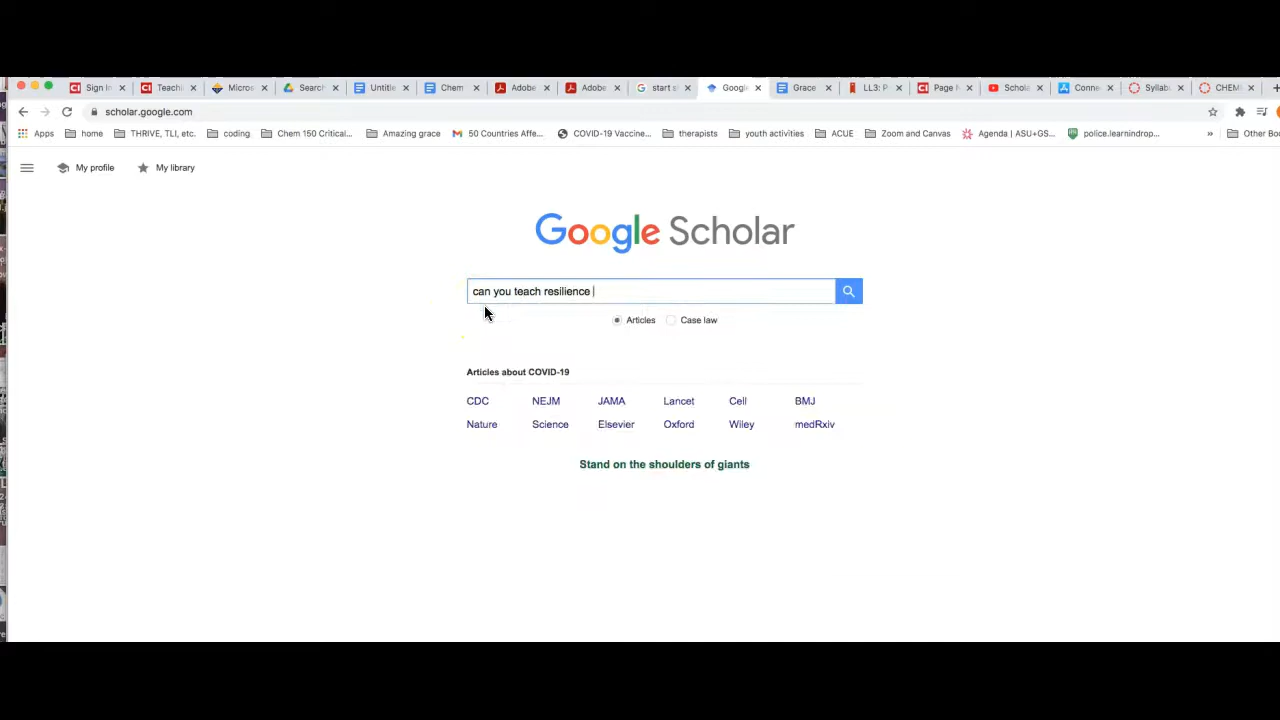 Sign In Teachi Micros Search Untitle Chem Adobe Adobe start s Googl Grace LL3: P Page N Schola Conne Syllab CHEM
scholar.google.com
Apps home THRIVE, TLI, etc. coding Chem 150 Critical... Amazing grace 50 Countries Affe... COVID-19 Vaccine... therapists youth activities ACUE Zoom and Canvas Agenda | ASU+GS... police.learnindrop... » Other Boo
My profile My library
Google Scholar
can you teach resilience
Articles Case law
Articles about COVID-19
CDC NEJM JAMA Lancet Cell BMJ
Nature Science Elsevier Oxford Wiley medRxiv
Stand on the shoulders of giants